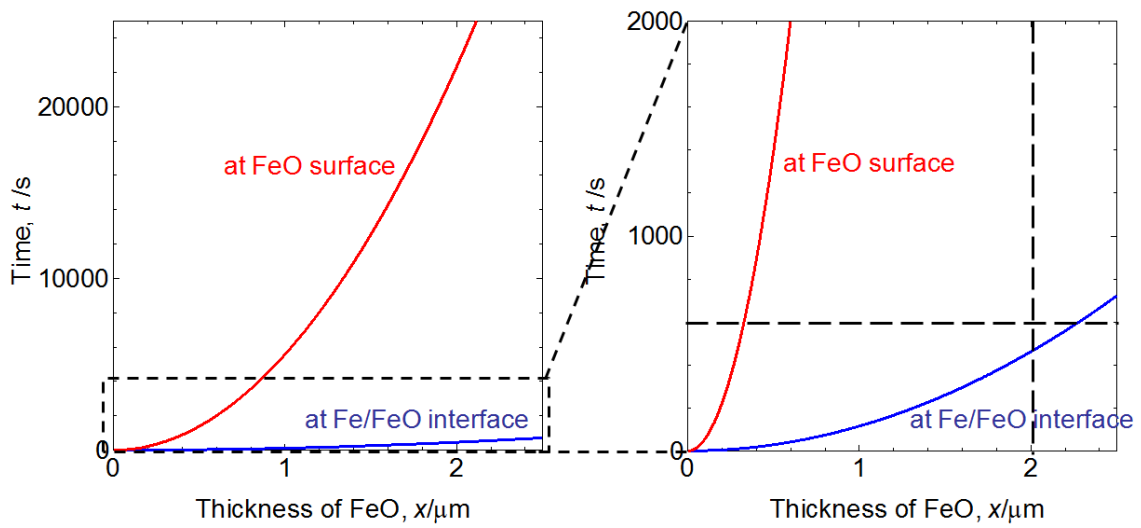 20000
10000
0
0
1
2
Time, t /s
at FeO surface
at Fe/FeO interface
Thickness of FeO, x/μm
2000
1000
0
0
1
2
Time, t /s
at FeO surface
at Fe/FeO interface
Thickness of FeO, x/μm